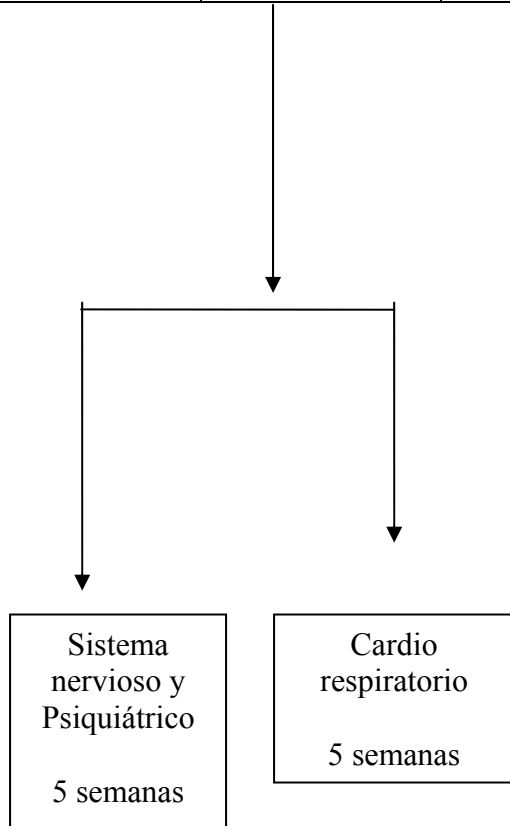 Sistema
nervioso y
Psiquiátrico
5 semanas
Cardio
respiratorio
5 semanas